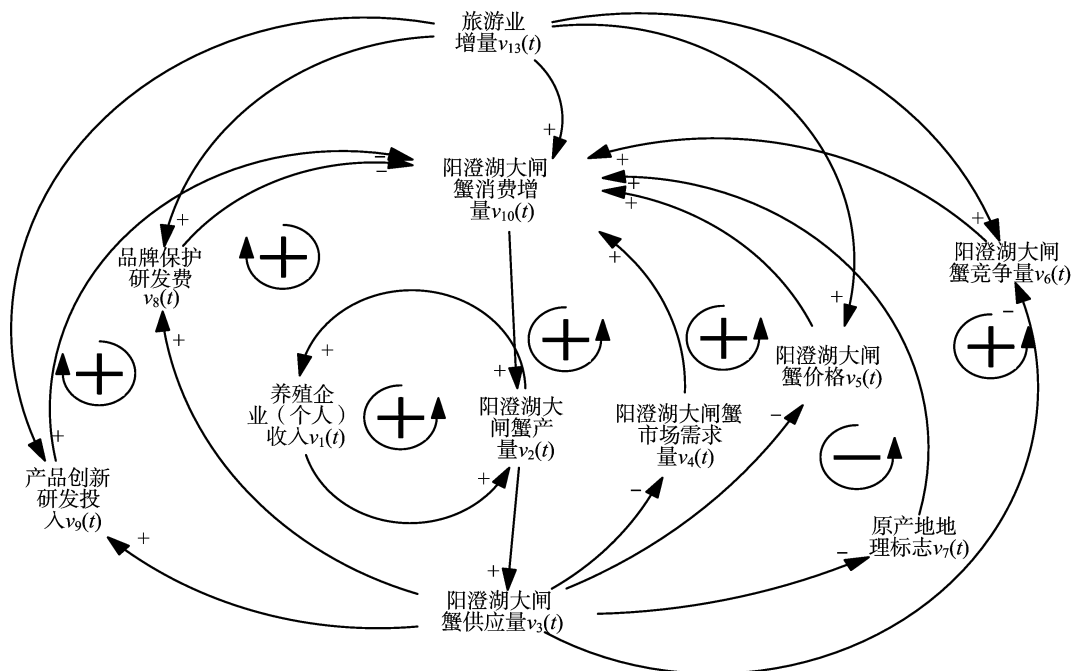 旅游业
增量v₁₃(t)
+
阳澄湖大闸
蟹消费增
量v₁₀(t)
−
−
+
+
+
+
+
+
品牌保护
研发费
v₈(t)
+
+
阳澄湖大闸
蟹竞争量v₆(t)
−
+
阳澄湖大闸
蟹价格v₅(t)
−
+
养殖企
业（个人）
收入v₁(t)
+
阳澄湖大
闸蟹产
量v₂(t)
+
阳澄湖大闸蟹
市场需求
量v₄(t)
−
+
产品创新
研发投
入v₉(t)
+
原产地地
理标志v₇(t)
−
+
阳澄湖大闸
蟹供应量v₃(t)
+
+
+
+
+
+
−